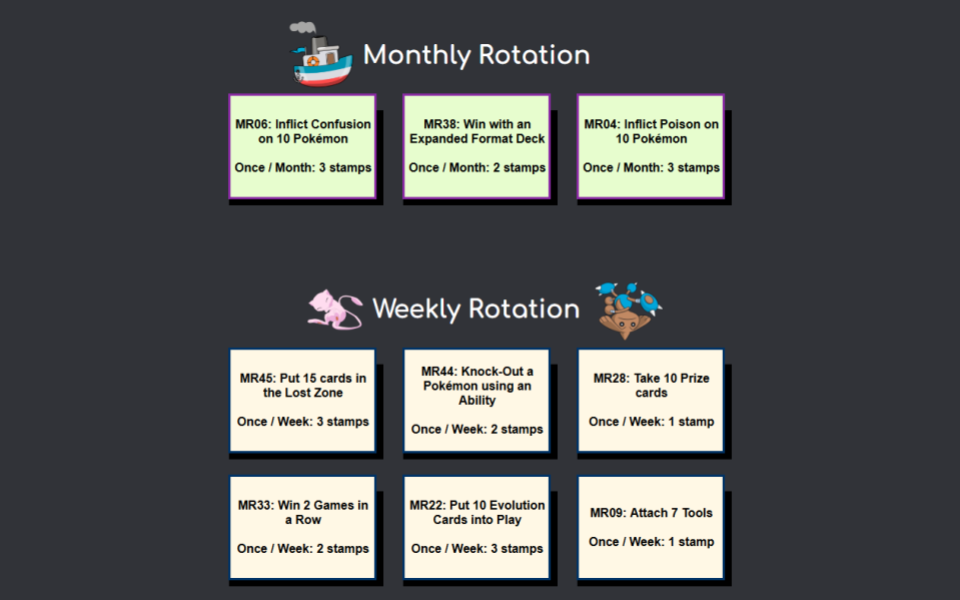 Monthly Rotation
MR06: Inflict Confusion
on 10 Pokémon
Once / Month: 3 stamps
MR38: Win with an
Expanded Format Deck
Once / Month: 2 stamps
MR04: Inflict Poison on
10 Pokémon
Once / Month: 3 stamps
Weekly Rotation
MR45: Put 15 cards in
the Lost Zone
Once / Week: 3 stamps
MR44: Knock-Out a
Pokémon using an
Ability
Once / Week: 2 stamps
MR28: Take 10 Prize
cards
Once / Week: 1 stamp
MR33: Win 2 Games in
a Row
Once / Week: 2 stamps
MR22: Put 10 Evolution
Cards into Play
Once / Week: 3 stamps
MR09: Attach 7 Tools
Once / Week: 1 stamp